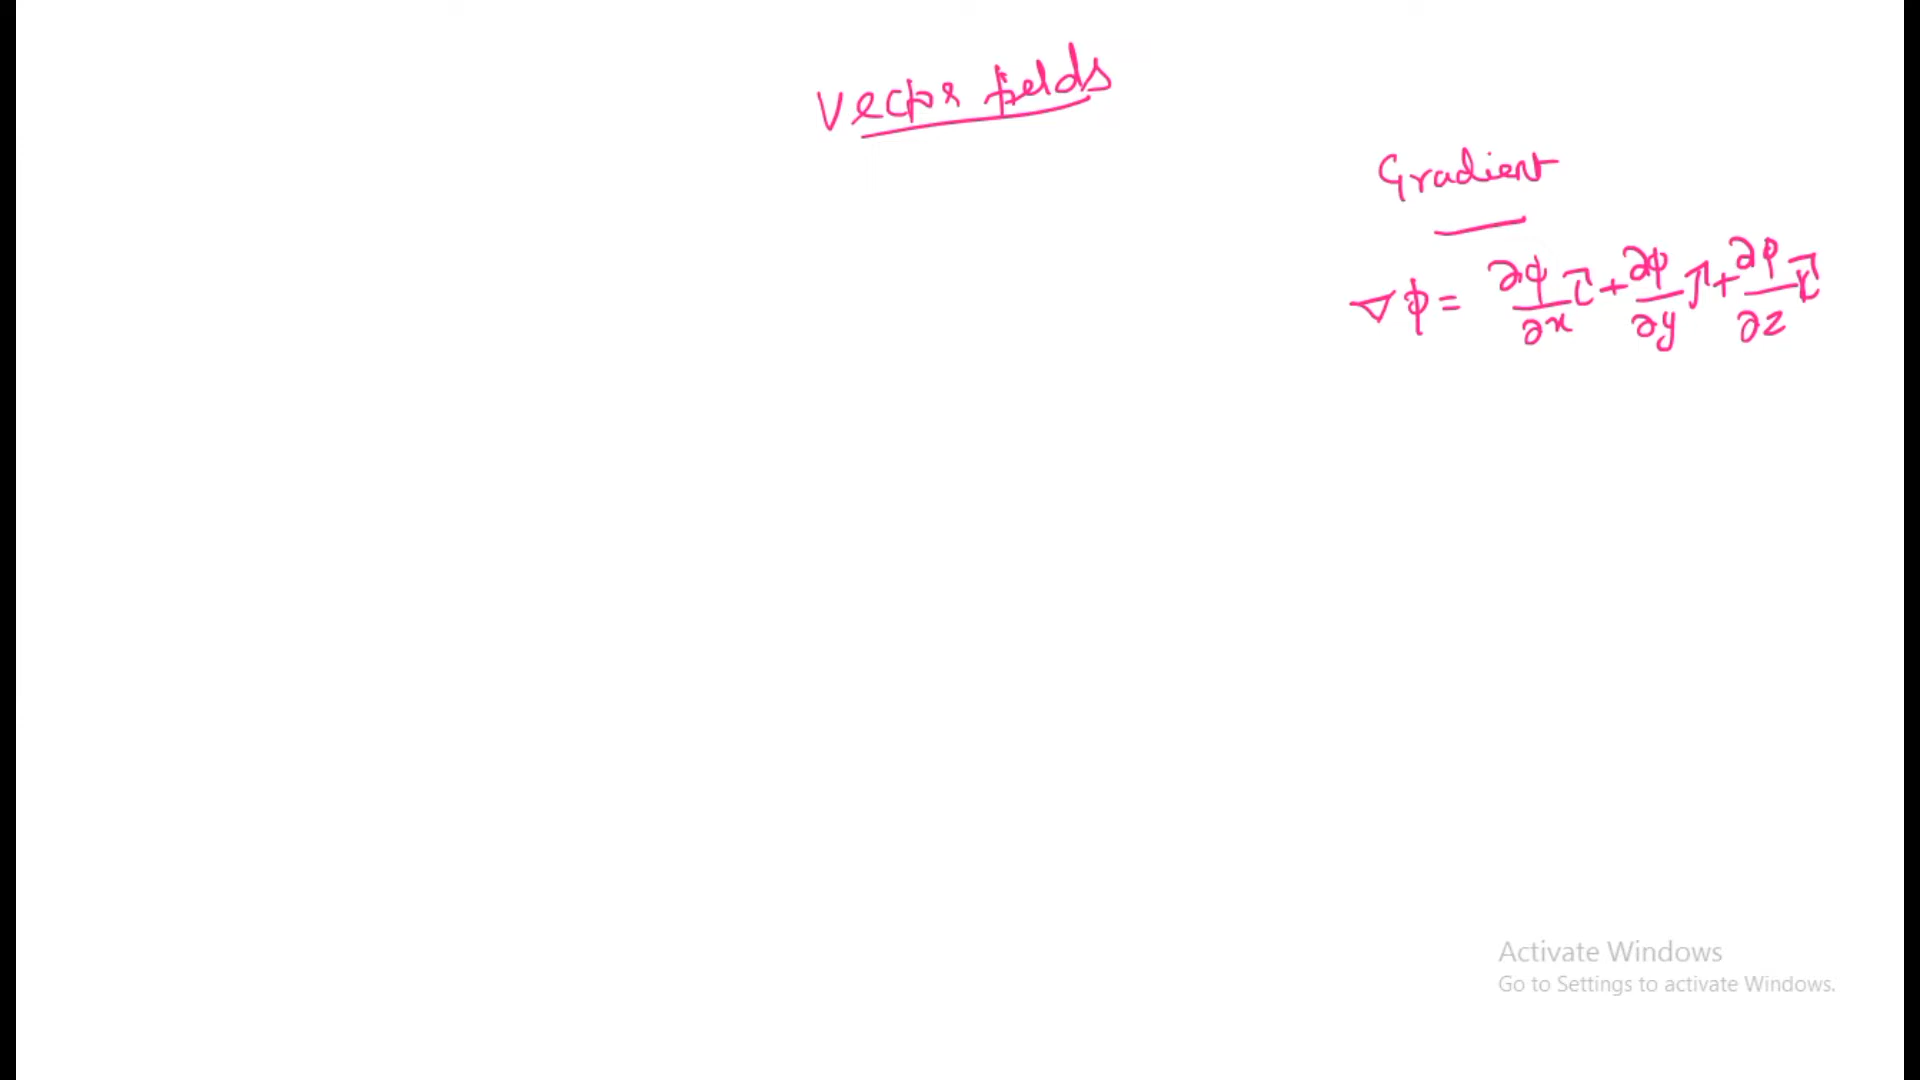 Vector fields
Gradient
∇φ = ∂φ/∂x i⃗ + ∂φ/∂y j⃗ + ∂φ/∂z k⃗
Activate Windows
Go to Settings to activate Windows.